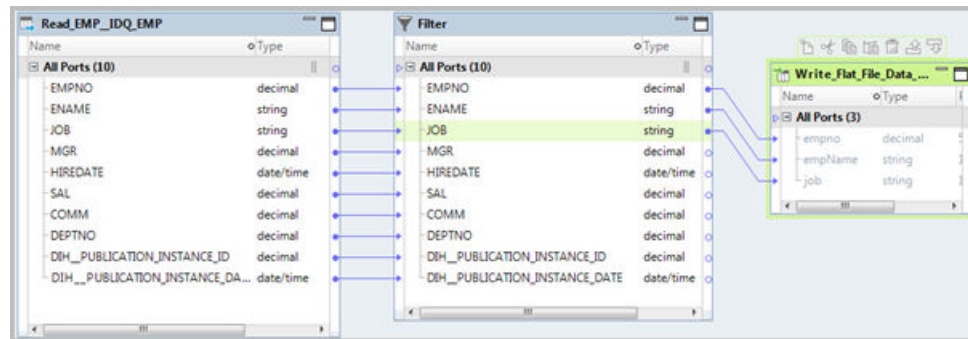 Read_EMP__IDQ_EMP
Name Type
All Ports (10)
EMPNO decimal
ENAME string
JOB string
MGR decimal
HIREDATE date/time
SAL decimal
COMM decimal
DEPTNO decimal
DIH__PUBLICATION_INSTANCE_ID decimal
DIH__PUBLICATION_INSTANCE_DA... date/time
Filter
Name Type
All Ports (10)
EMPNO decimal
ENAME string
JOB string
MGR decimal
HIREDATE date/time
SAL decimal
COMM decimal
DEPTNO decimal
DIH__PUBLICATION_INSTANCE_ID decimal
DIH__PUBLICATION_INSTANCE_DATE date/time
Write_Flat_File_Data_...
Name Type
All Ports (3)
empno decimal
empName string
job string